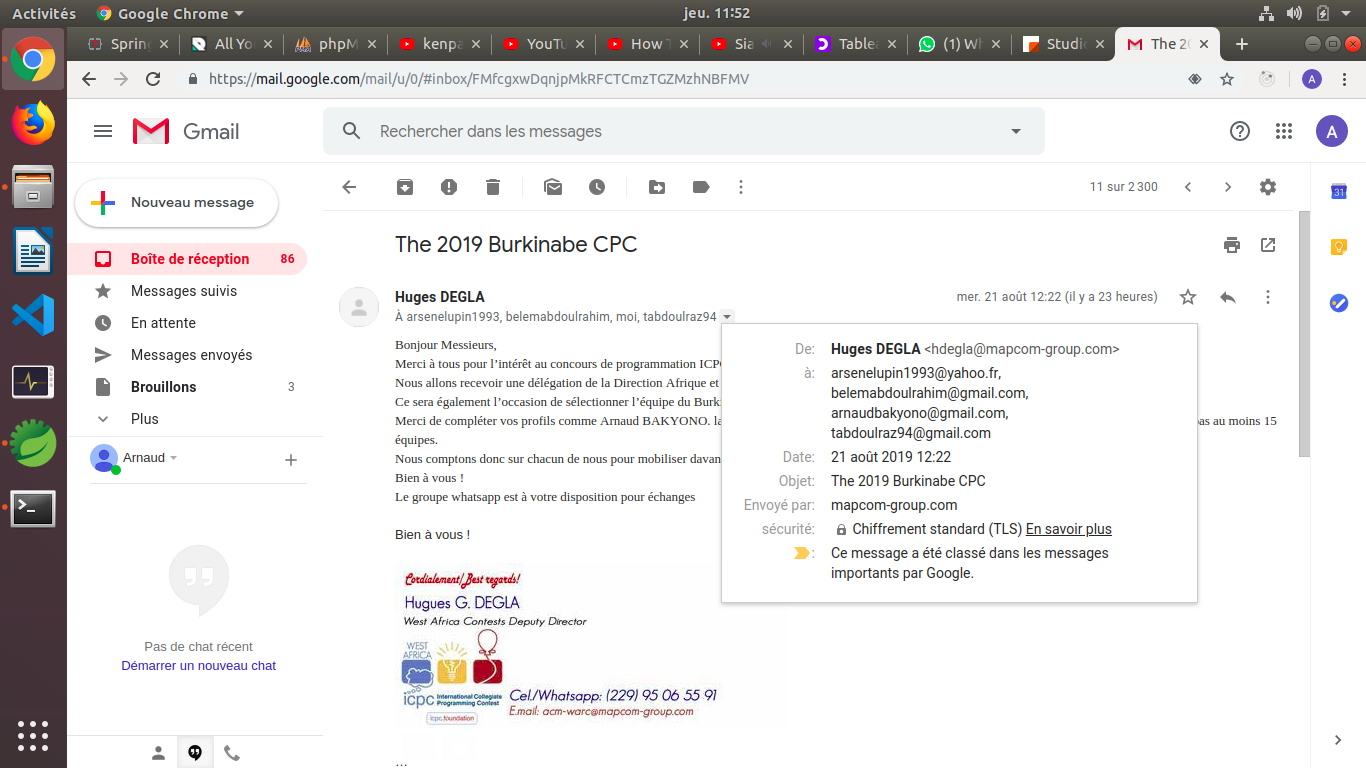 Activités Google Chrome jeu. 11:52
Spring All Yo phpM kenpa YouTu How T Sia Tablea (1) Wh Studi The 20
https://mail.google.com/mail/u/0/#inbox/FMfcgxwDqnjpMkRFCTCmzTGZMzhNBFMV A
Gmail Rechercher dans les messages A
Nouveau message 11 sur 2 300
31
The 2019 Burkinabe CPC
Boîte de réception 86
Messages suivis
En attente
Messages envoyés
Brouillons 3
Plus
Arnaud
Pas de chat récent
Démarrer un nouveau chat
Huges DEGLA mer. 21 août 12:22 (il y a 23 heures)
À arsenelupin1993, belemabdoulrahim, moi, tabdoulraz94
Bonjour Messieurs,
Merci à tous pour l'intérêt au concours de programmation ICPC
Nous allons recevoir une délégation de la Direction Afrique et
Ce sera également l'occasion de sélectionner l'équipe du Burk
Merci de compléter vos profils comme Arnaud BAKYONO. la pas au moins 15
équipes.
Nous comptons donc sur chacun de nous pour mobiliser davan
Bien à vous !
Le groupe whatsapp est à votre disposition pour échanges
Bien à vous !
De: Huges DEGLA <hdegla@mapcom-group.com>
à: arsenelupin1993@yahoo.fr,
belemabdoulrahim@gmail.com,
arnaudbakyono@gmail.com,
tabdoulraz94@gmail.com
Date: 21 août 2019 12:22
Objet: The 2019 Burkinabe CPC
Envoyé par: mapcom-group.com
sécurité: Chiffrement standard (TLS) En savoir plus
: Ce message a été classé dans les messages
importants par Google.
Cordialement/Best regards!
Hugues G. DEGLA
West Africa Contests Deputy Director
WEST
AFRICA
icpc International Collegiate
Programming Contest
icpc.foundation
Cel./Whatsapp: (229) 95 06 55 91
E.mail: acm-warc@mapcom-group.com
...